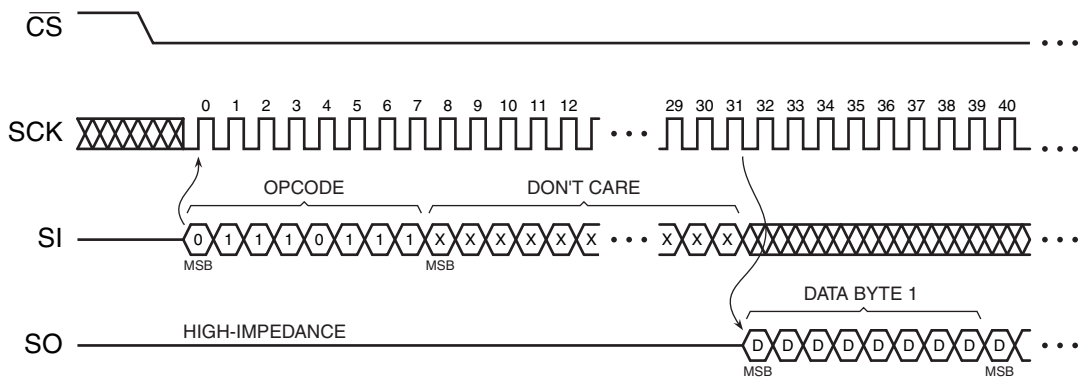 CS
0 1 2 3 4 5 6 7 8 9 10 11 12 29 30 31 32 33 34 35 36 37 38 39 40
SCK
OPCODE DON'T CARE
SI 0 1 1 1 0 1 1 1 X X X X X X X X X
MSB MSB
DATA BYTE 1
HIGH-IMPEDANCE
SO D D D D D D D D D
MSB MSB